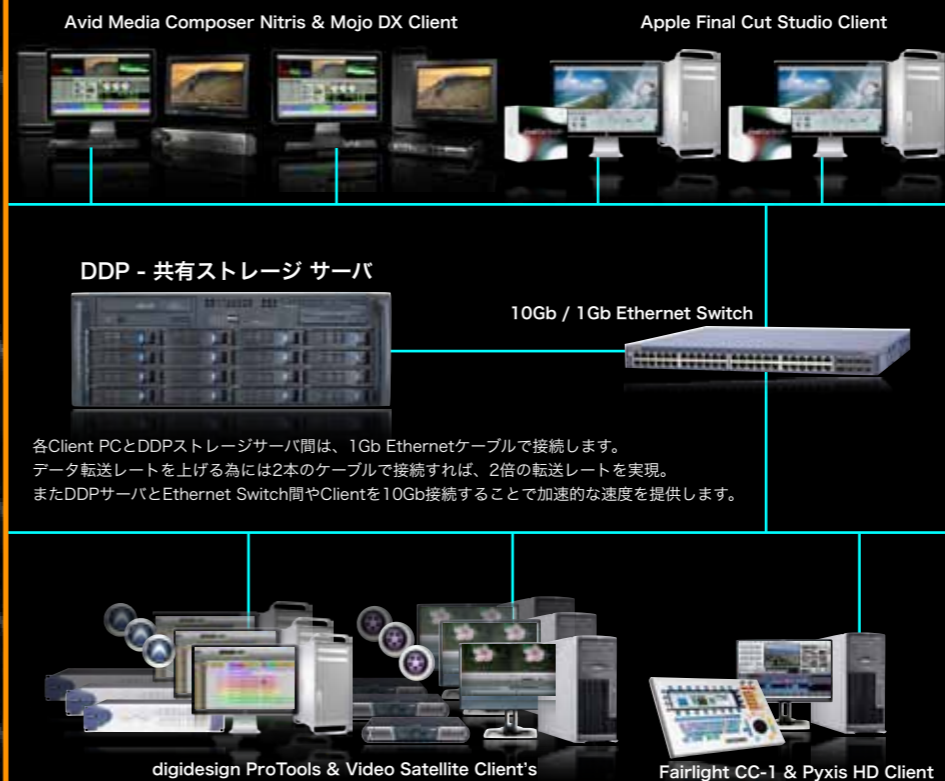 Avid Media Composer Nitris & Mojo DX Client
Apple Final Cut Studio Client
DDP - 共有ストレージ サーバ
10Gb / 1Gb Ethernet Switch
各Client PCとDDPストレージサーバ間は、1Gb Ethernetケーブルで接続します。
データ転送レートを上げる為には2本のケーブルで接続すれば、2倍の転送レートを実現。
またDDPサーバとEthernet Switch間やClientを10Gb接続することで加速的な速度を提供します。
digidesign ProTools & Video Satellite Client's
Fairlight CC-1 & Pyxis HD Client